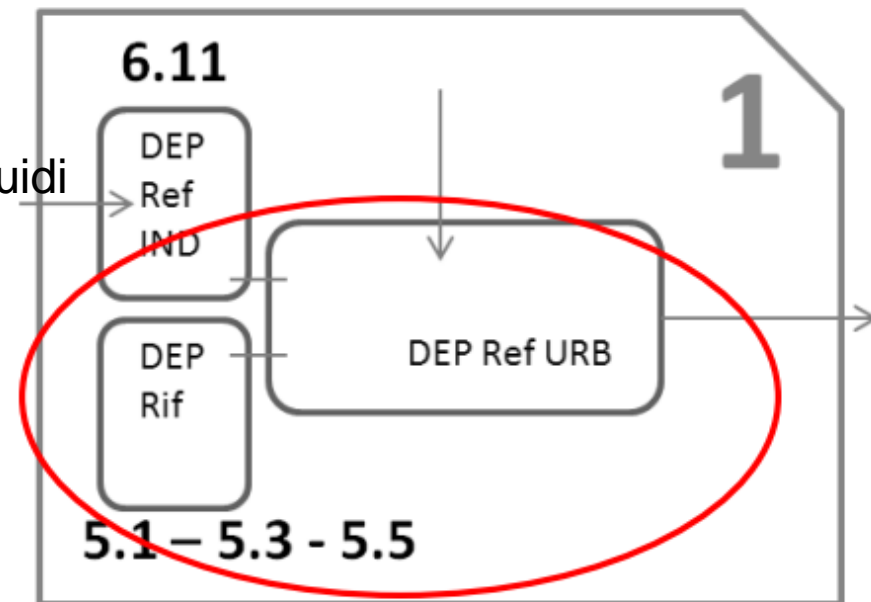 6.11
1
DEP
Ref
IND
DEP Ref URB
DEP
Rif
5.1 – 5.3 - 5.5